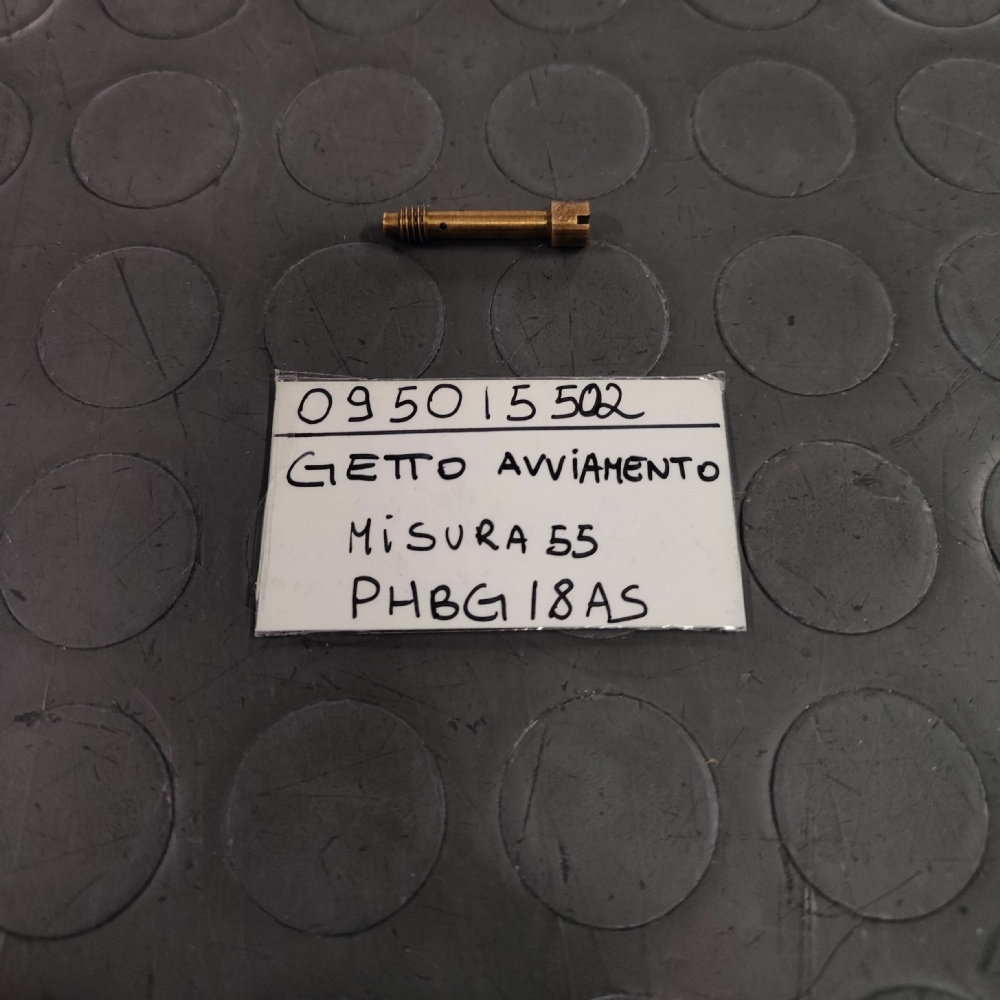 095015502
GETTO AVViAMENTO
MiSURA 55
PHBG 18AS